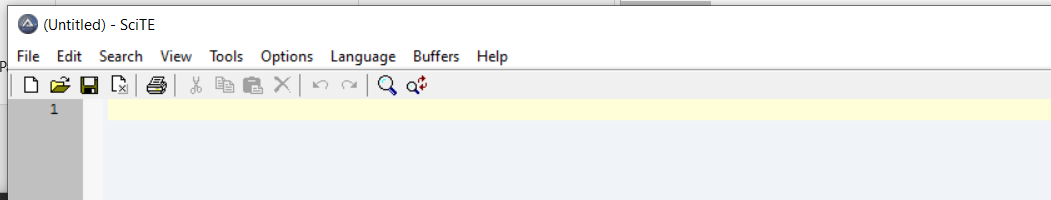 (Untitled) - SciTE
File Edit Search View Tools Options Language Buffers Help
1